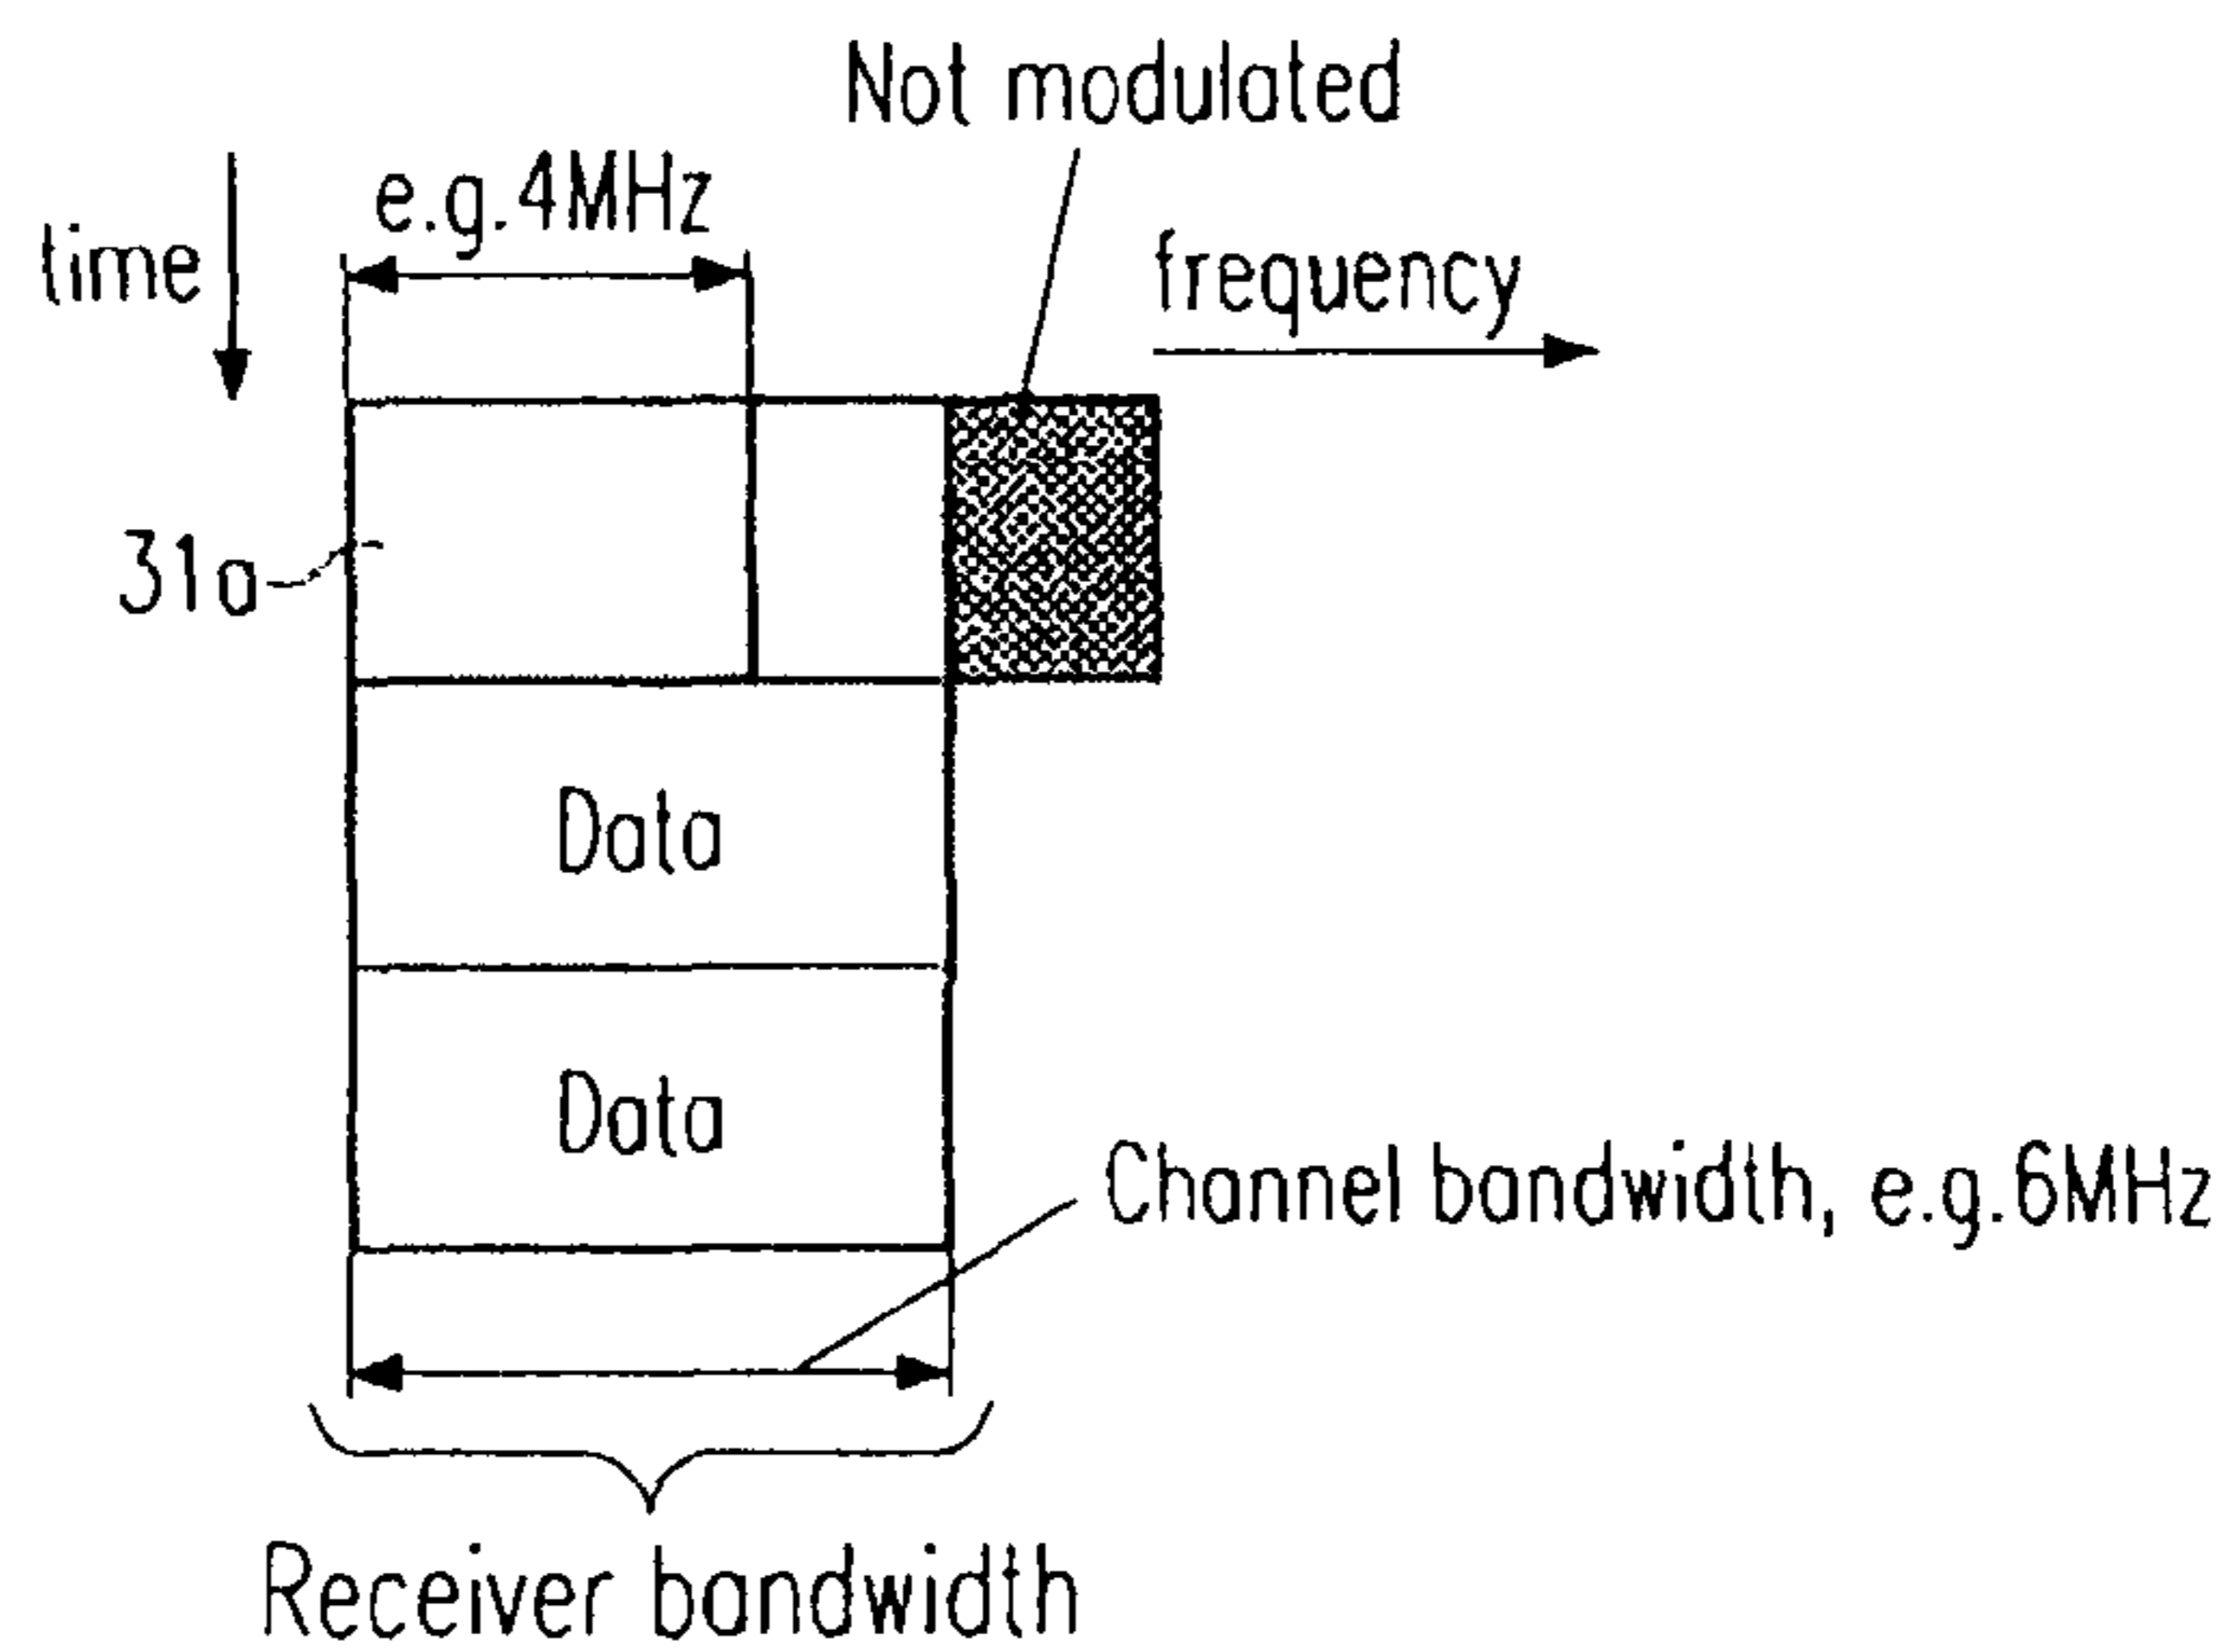 Not modulated
e.g.4MHz
time
frequency
31a
Data
Data
Channel bandwidth, e.g.6MHz
Receiver bandwidth